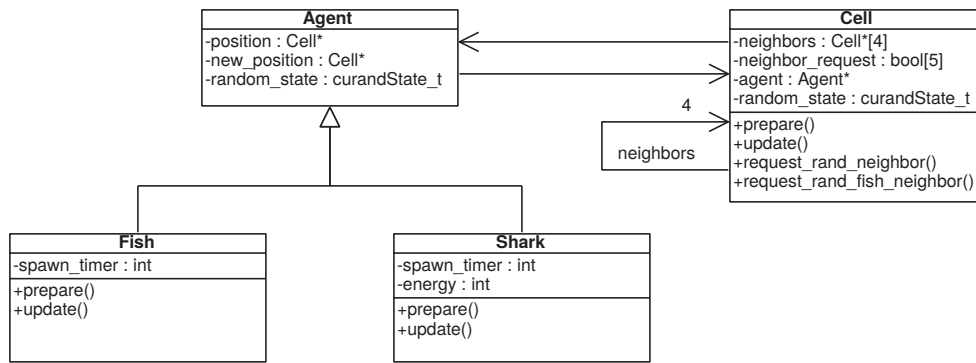 Agent
-position : Cell*
-new_position : Cell*
-random_state : curandState_t
Cell
-neighbors : Cell*[4]
-neighbor_request : bool[5]
-agent : Agent*
-random_state : curandState_t
+prepare()
+update()
+request_rand_neighbor()
+request_rand_fish_neighbor()
4
neighbors
Fish
-spawn_timer : int
+prepare()
+update()
Shark
-spawn_timer : int
-energy : int
+prepare()
+update()